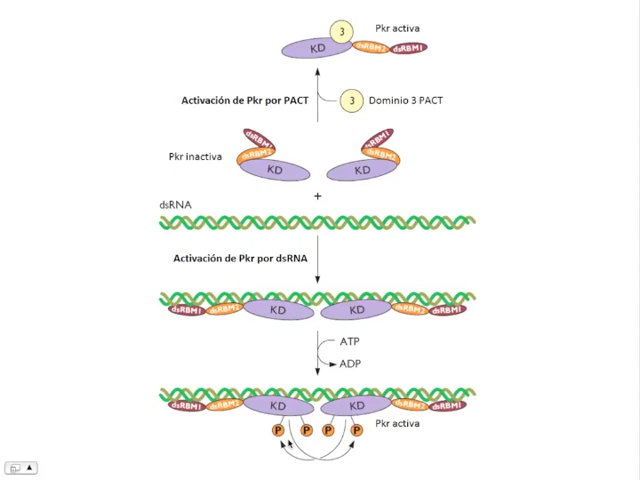 3
Pkr activa
KD
dsRBM2
dsRBM1
Activación de Pkr por PACT
3
Dominio 3 PACT
dsRBM1
dsRBM1
Pkr inactiva
dsRBM2
dsRBM2
KD
KD
+
dsRNA
Activación de Pkr por dsRNA
dsRBM1
dsRBM2
KD
KD
dsRBM2
dsRBM1
ATP
ADP
dsRBM1
dsRBM2
KD
KD
dsRBM2
dsRBM1
Pkr activa
P
P
P
P